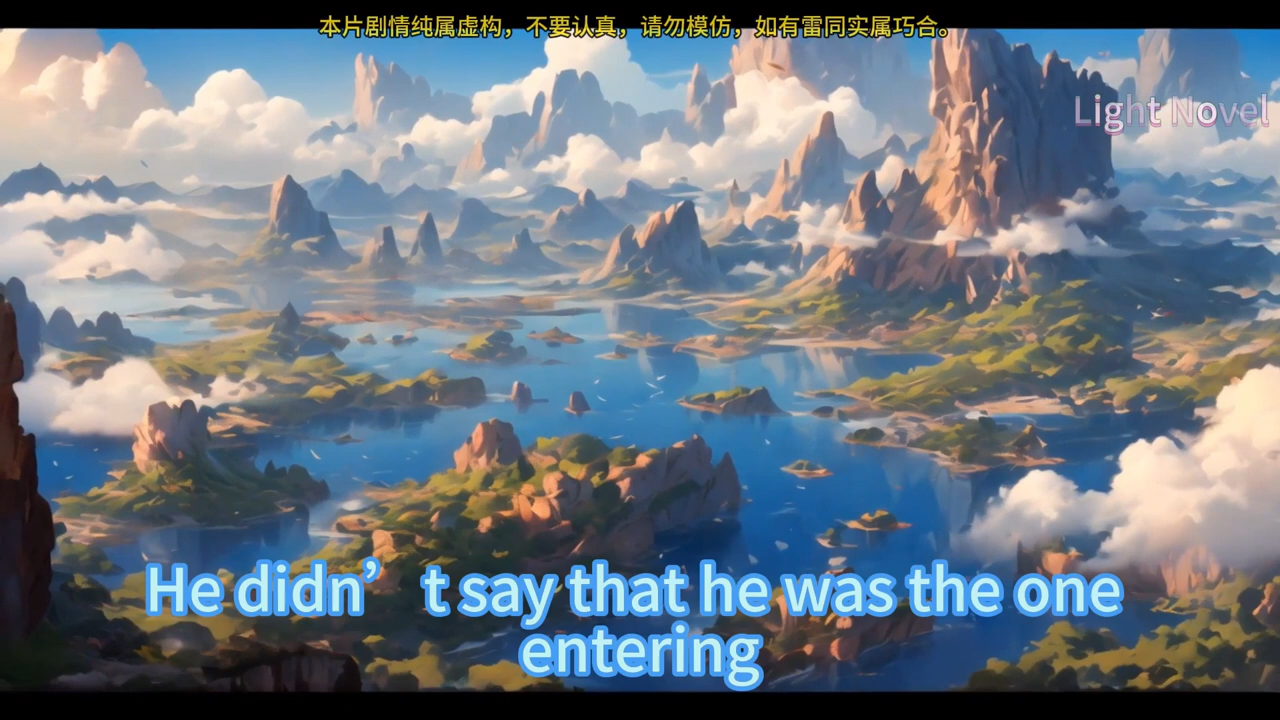 本片剧情纯属虚构，不要认真，请勿模仿，如有雷同实属巧合。
Light Novel
He didn’t say that he was the one
entering